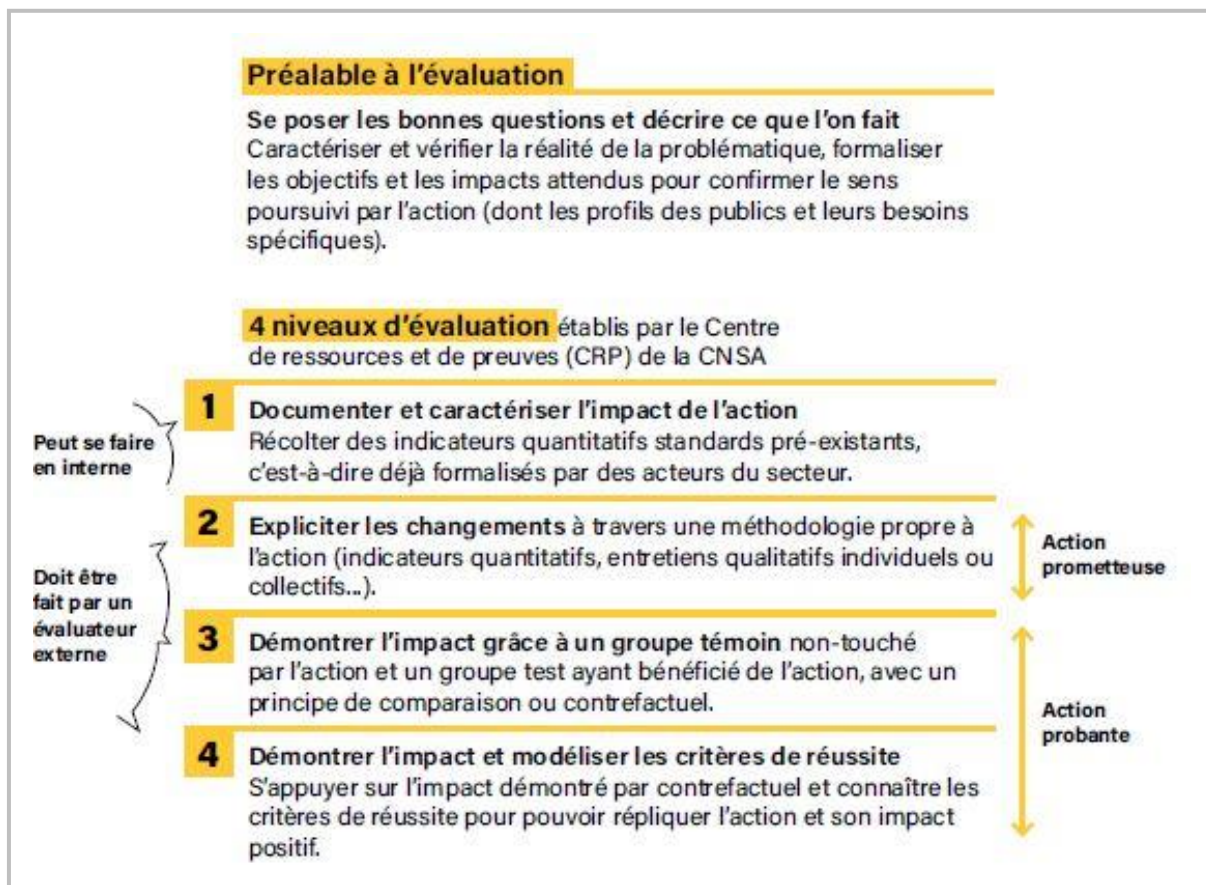 Préalable à l’évaluation
Se poser les bonnes questions et décrire ce que l’on fait
Caractériser et vérifier la réalité de la problématique, formaliser
les objectifs et les impacts attendus pour confirmer le sens
poursuivi par l’action (dont les profils des publics et leurs besoins
spécifiques).
4 niveaux d’évaluation établis par le Centre
de ressources et de preuves (CRP) de la CNSA
Peut se faire
en interne
1
Documenter et caractériser l’impact de l’action
Récolter des indicateurs quantitatifs standards pré-existants,
c’est-à-dire déjà formalisés par des acteurs du secteur.
Doit être
fait par un
évaluateur
externe
2
Expliciter les changements à travers une méthodologie propre à
l’action (indicateurs quantitatifs, entretiens qualitatifs individuels ou
collectifs...).
Action
prometteuse
3
Démontrer l’impact grâce à un groupe témoin non-touché
par l’action et un groupe test ayant bénéficié de l’action, avec un
principe de comparaison ou contrefactuel.
Action
probante
4
Démontrer l’impact et modéliser les critères de réussite
S’appuyer sur l’impact démontré par contrefactuel et connaître les
critères de réussite pour pouvoir répliquer l’action et son impact
positif.